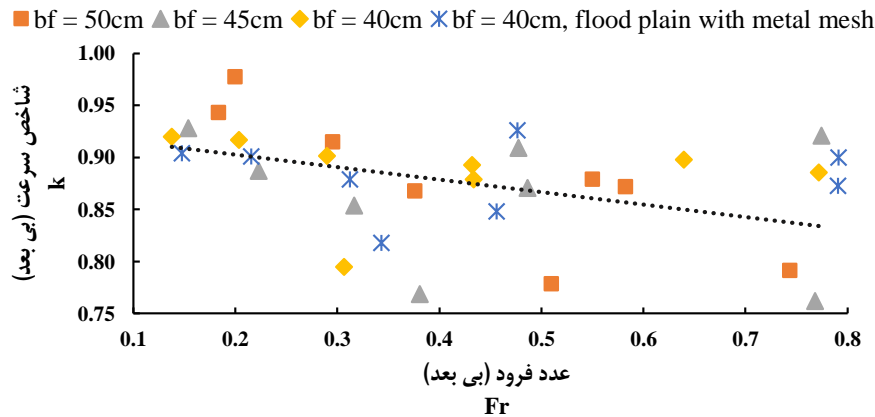 bf = 50cm bf = 45cm bf = 40cm bf = 40cm, flood plain with metal mesh
1.00
0.95
0.90
0.85
0.80
0.75
شاخص سرعت (بی بعد)
k
0.1 0.2 0.3 0.4 0.5 0.6 0.7 0.8
عدد فرود (بی بعد)
Fr